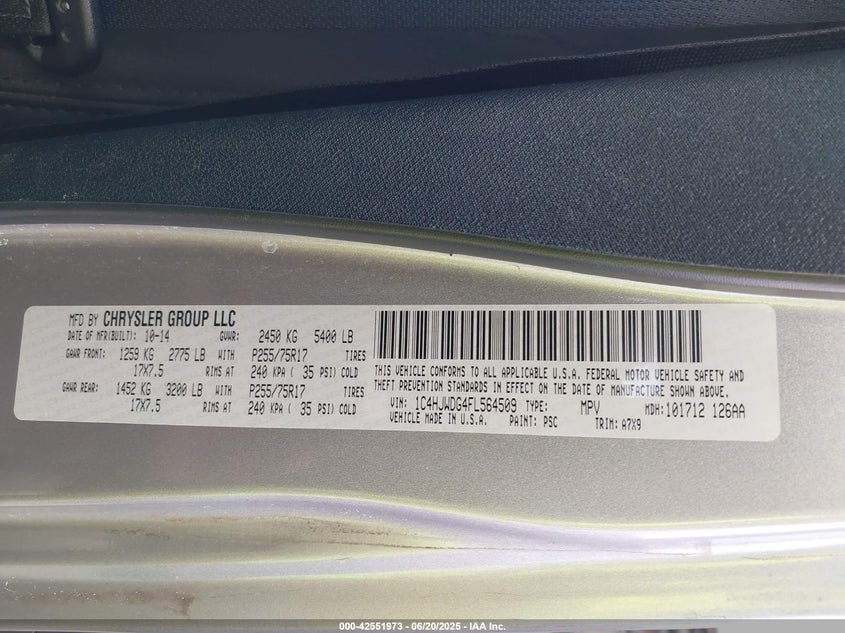 MFD BY CHRYSLER GROUP LLC
DATE OF MFR(BUILT): 10-14 GVWR: 2450 KG 5400 LB
GAWR FRONT: 1259 KG 2775 LB WITH P255/75R17 TIRES
17X7.5 RIMS AT 240 KPA ( 35 PSI) COLD
GAWR REAR: 1452 KG 3200 LB WITH P255/75R17 TIRES
17X7.5 RIMS AT 240 KPA ( 35 PSI) COLD
THIS VEHICLE CONFORMS TO ALL APPLICABLE U.S.A. FEDERAL MOTOR VEHICLE SAFETY AND
THEFT PREVENTION STANDARDS IN EFFECT ON THE DATE OF MANUFACTURE SHOWN ABOVE.
VIN: 1C4HJWDG4FL564509 TYPE: MPV MDH: 101712 126AA
VEHICLE MADE IN U.S.A. PAINT: PSC TRIM: A7X9
000-42551973 - 06/20/2025 - IAA Inc.